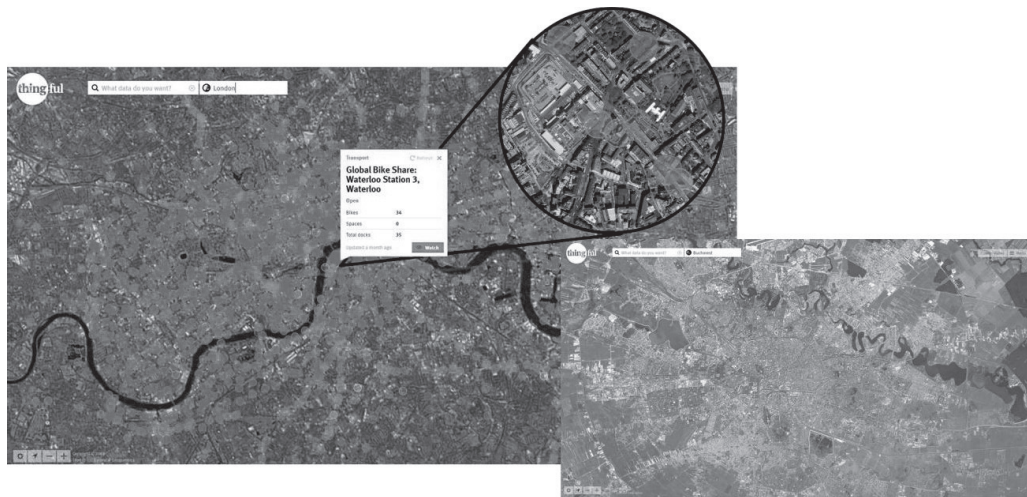 thingful
What data do you want?
London
Transport
Refresh
Global Bike Share:
Waterloo Station 3,
Waterloo
Open
Bikes 34
Spaces 0
Total docks 35
Updated a month ago
Watch
thingful
What data do you want?
Bucharest